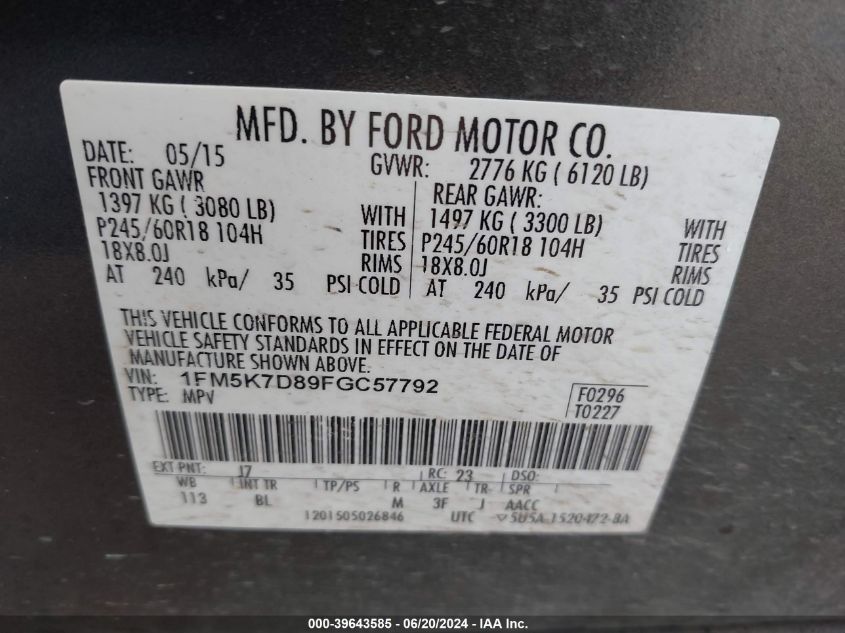 MFD. BY FORD MOTOR CO.
DATE: 05/15 GVWR: 2776 KG ( 6120 LB)
FRONT GAWR REAR GAWR:
1397 KG ( 3080 LB) WITH 1497 KG ( 3300 LB) WITH
P245/60R18 104H TIRES P245/60R18 104H TIRES
18X8.0J RIMS 18X8.0J RIMS
AT 240 kPa/ 35 PSI COLD AT 240 kPa/ 35 PSI COLD
THIS VEHICLE CONFORMS TO ALL APPLICABLE FEDERAL MOTOR
VEHICLE SAFETY STANDARDS IN EFFECT ON THE DATE OF
MANUFACTURE SHOWN ABOVE.
VIN: 1FM5K7D89FGC57792 F0296
TYPE: MPV T0227
EXT PNT: J7 RC: 23 DSO:
WB INT TR TP/PS R AXLE TR SPR
113 BL M 3F J AACC
1201505026846 UTC ▽5U5A-1520472-BA
000-39643585 - 06/20/2024 - IAA Inc.